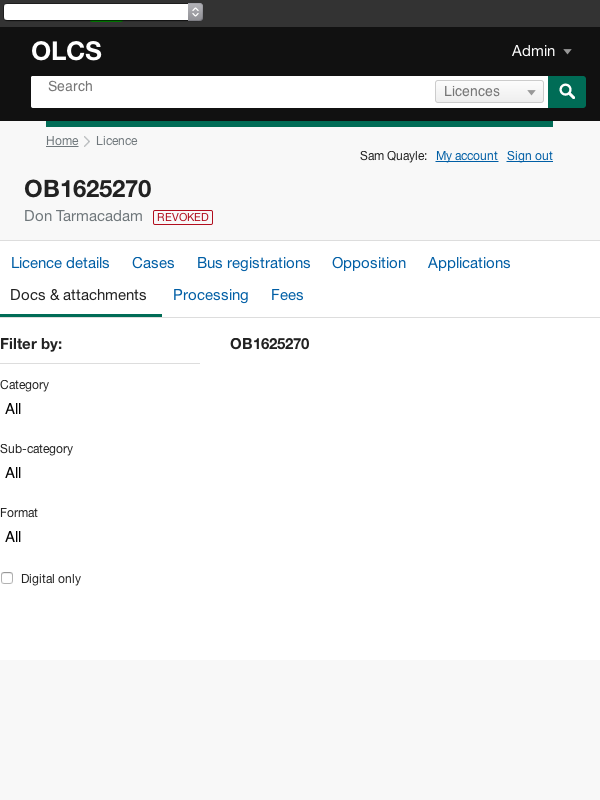 OLCS
Admin
Search
Licences
Home Licence
Sam Quayle: My account Sign out
OB1625270
Don Tarmacadam REVOKED
Licence details Cases Bus registrations Opposition Applications
Docs & attachments Processing Fees
Filter by:
OB1625270
Category
All
Sub-category
All
Format
All
Digital only